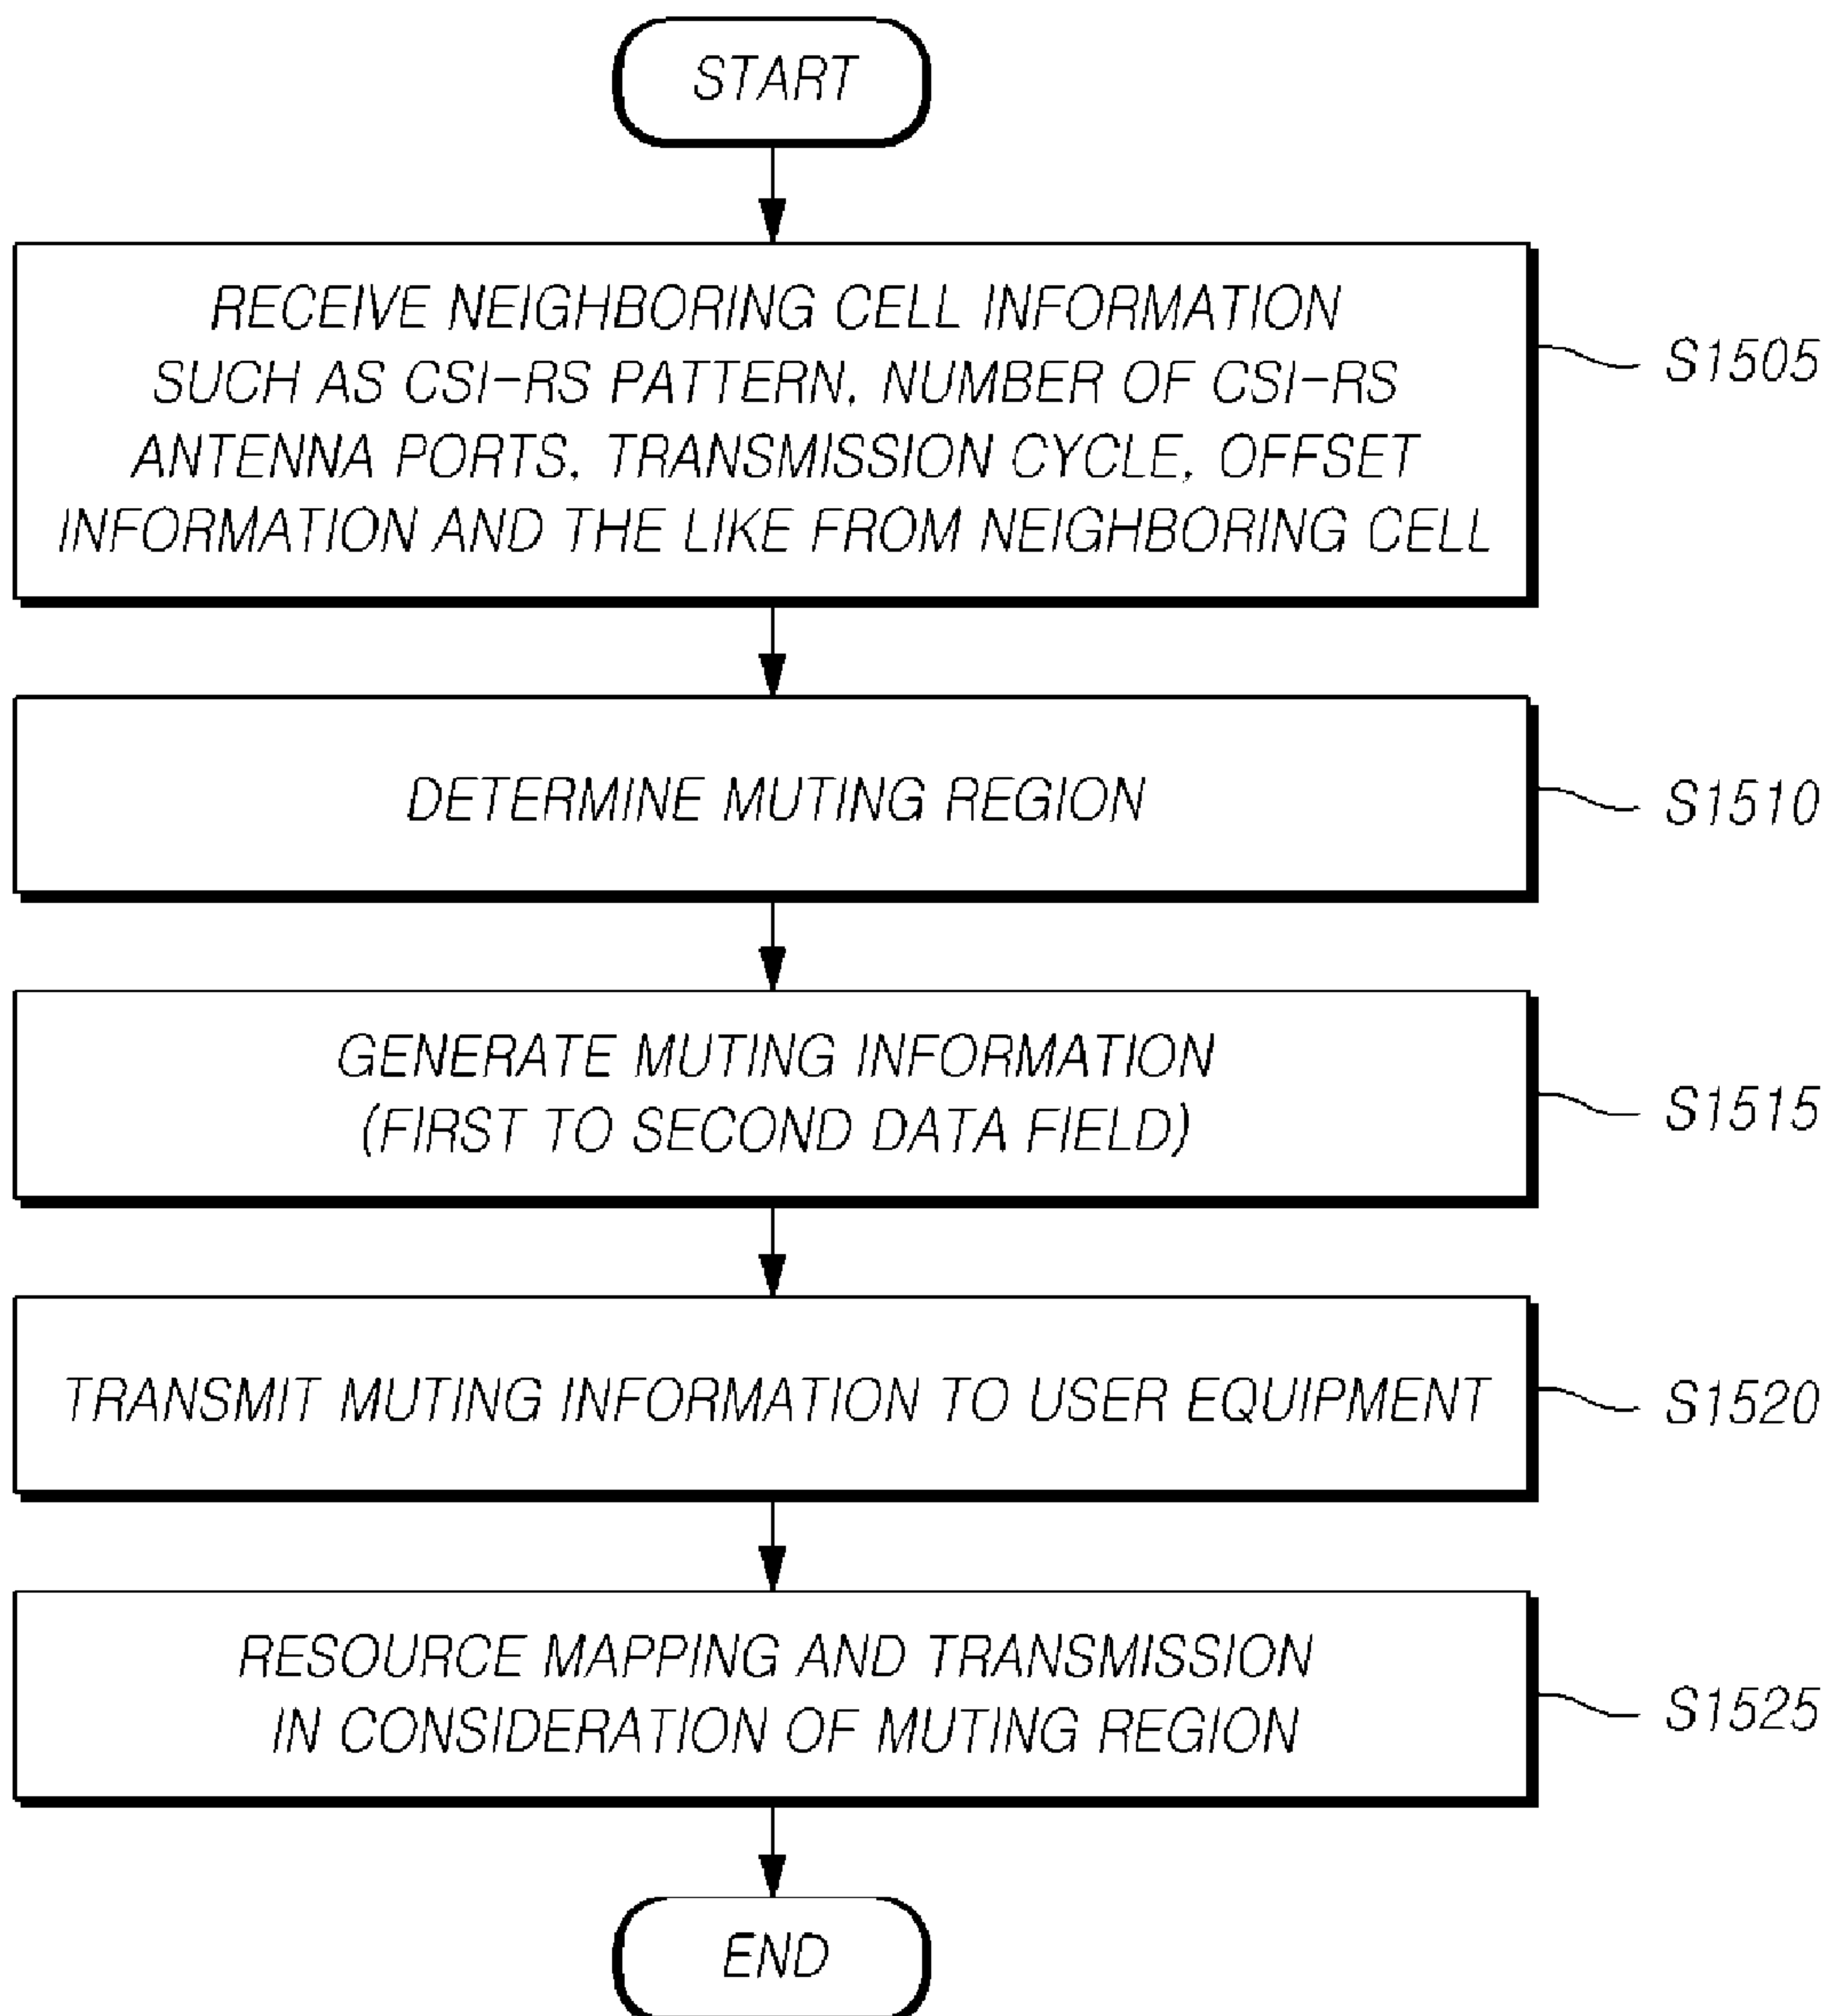 START
RECEIVE NEIGHBORING CELL INFORMATION
SUCH AS CSI-RS PATTERN, NUMBER OF CSI-RS
ANTENNA PORTS, TRANSMISSION CYCLE, OFFSET
INFORMATION AND THE LIKE FROM NEIGHBORING CELL
S1505
DETERMINE MUTING REGION
S1510
GENERATE MUTING INFORMATION
(FIRST TO SECOND DATA FIELD)
S1515
TRANSMIT MUTING INFORMATION TO USER EQUIPMENT
S1520
RESOURCE MAPPING AND TRANSMISSION
IN CONSIDERATION OF MUTING REGION
S1525
END